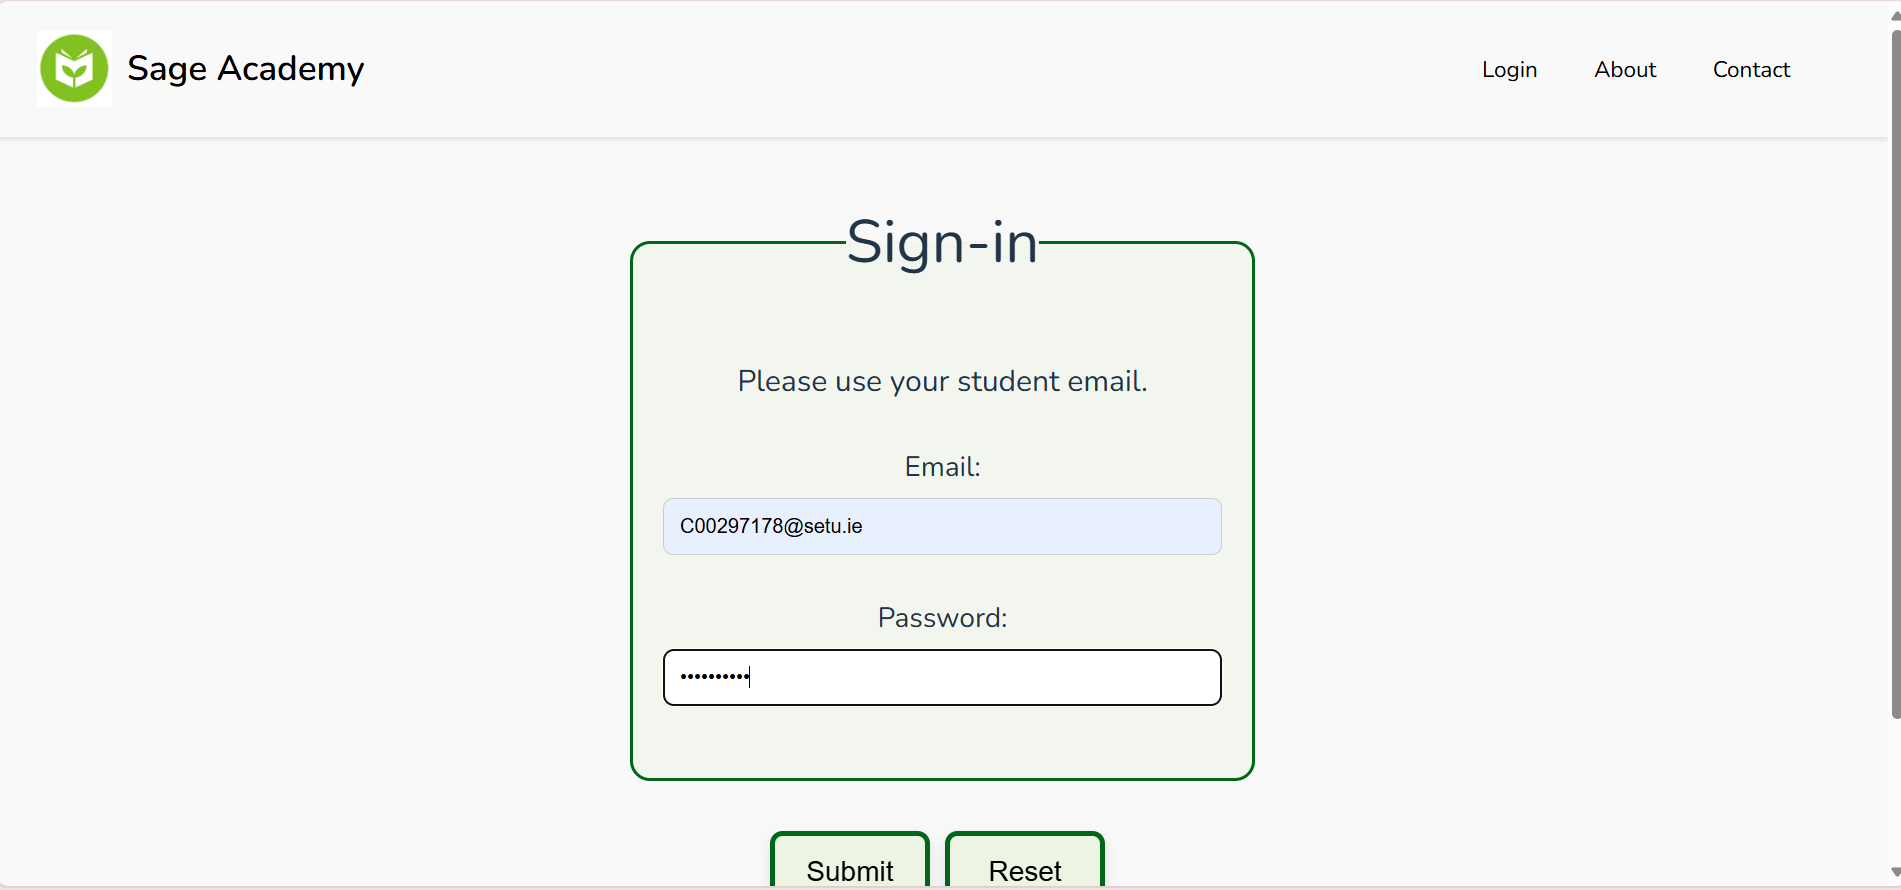 Sage Academy
Login About Contact
Sign-in
Please use your student email.
Email:
C00297178@setu.ie
Password:
••••••••••
Submit Reset